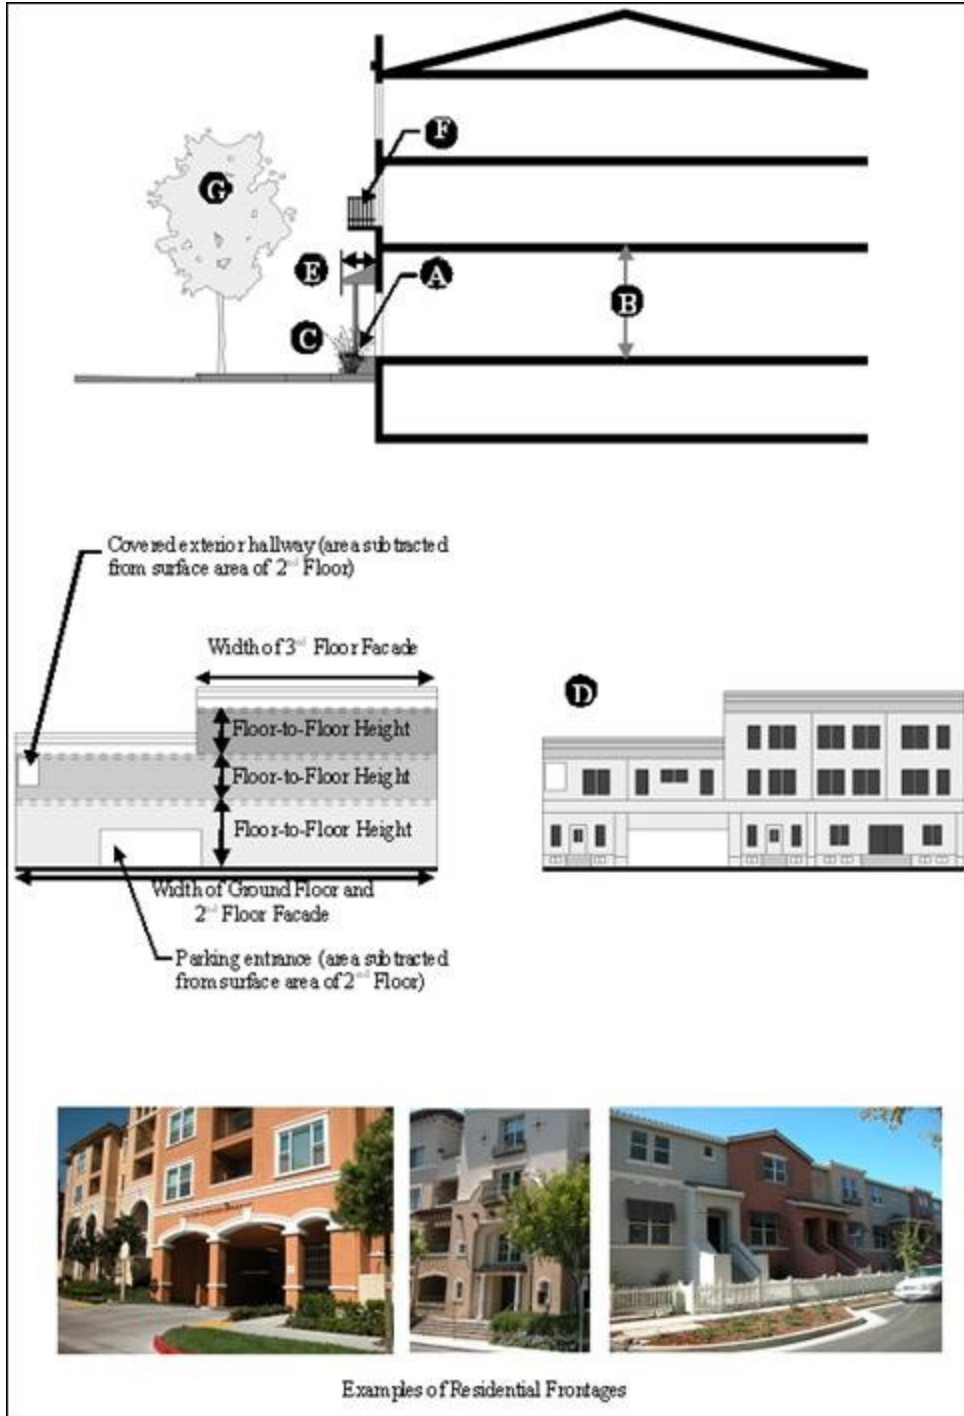 F
G
E
A
B
C
Covered exterior hallway (area subtracted
from surface area of 2nd Floor)
Width of 3rd Floor Facade
D
Floor-to-Floor Height
Floor-to-Floor Height
Floor-to-Floor Height
Width of Ground Floor and
2nd Floor Facade
Parking entrance (area subtracted
from surface area of 2nd Floor)
Examples of Residential Frontages